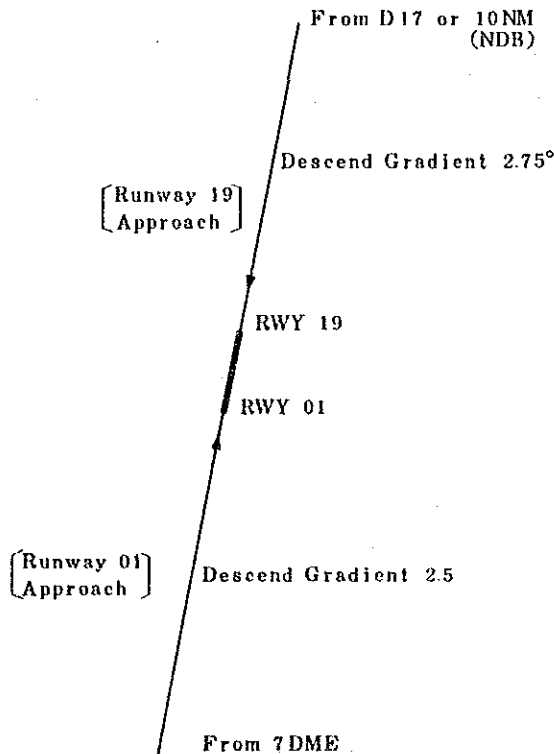 From D17 or 10NM
(NDB)
Descend Gradient 2.75°
Runway 19
Approach
RWY 19
RWY 01
Runway 01
Approach
Descend Gradient 2.5
From 7DME